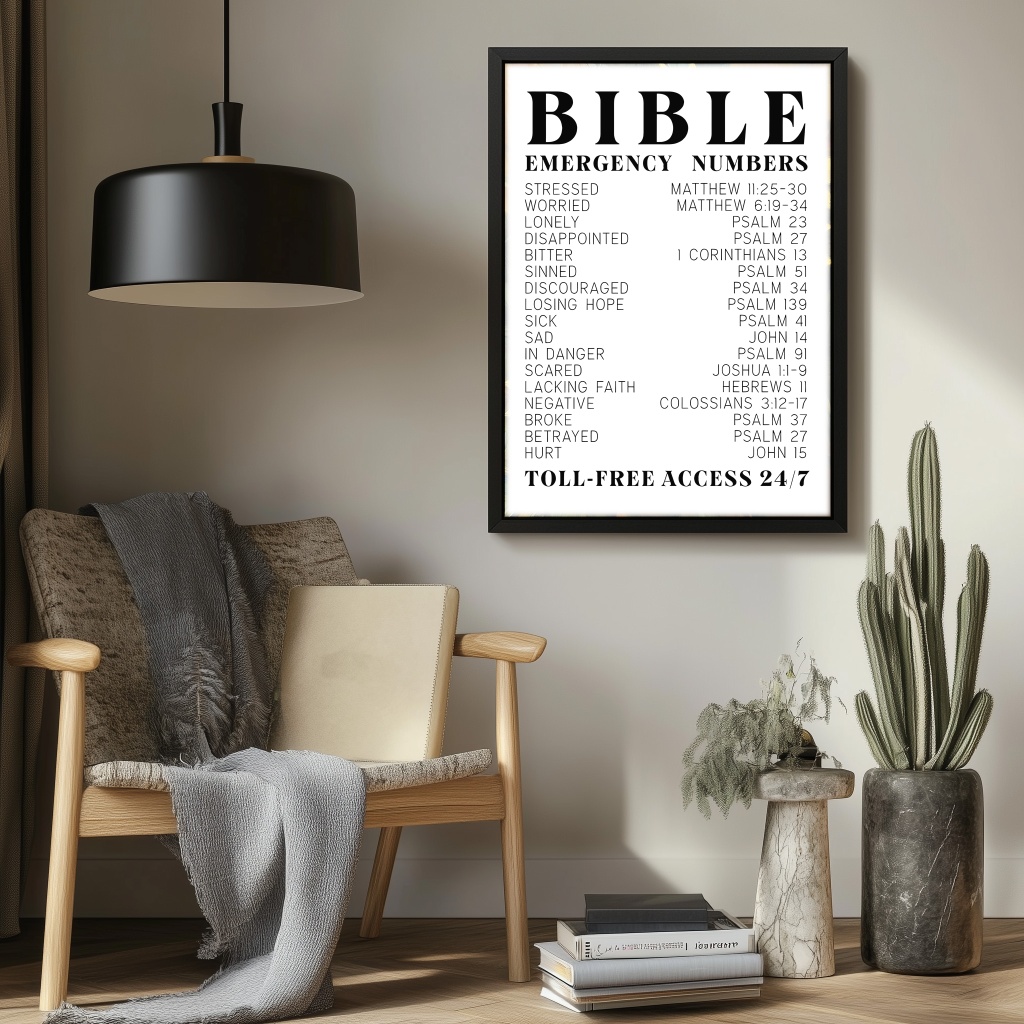 BIBLE
EMERGENCY NUMBERS
STRESSED MATTHEW 11:25-30
WORRIED MATTHEW 6:19-34
LONELY PSALM 23
DISAPPOINTED PSALM 27
BITTER 1 CORINTHIANS 13
SINNED PSALM 51
DISCOURAGED PSALM 34
LOSING HOPE PSALM 139
SICK PSALM 41
SAD JOHN 14
IN DANGER PSALM 91
SCARED JOSHUA 1:1-9
LACKING FAITH HEBREWS 11
NEGATIVE COLOSSIANS 3:12-17
BROKE PSALM 37
BETRAYED PSALM 27
HURT JOHN 15
TOLL-FREE ACCESS 24/7